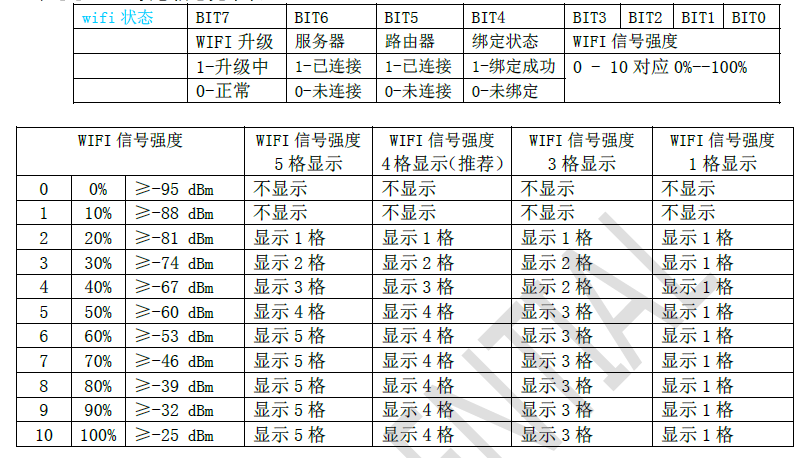 wifi 状态 BIT7 BIT6 BIT5 BIT4 BIT3 BIT2 BIT1 BIT0
WIFI 升级 服务器 路由器 绑定状态 WIFI 信号强度
1-升级中 1-已连接 1-已连接 1-绑定成功 0 - 10 对应 0%--100%
0-正常 0-未连接 0-未连接 0-未绑定
WIFI 信号强度 WIFI 信号强度 WIFI 信号强度 WIFI 信号强度 WIFI 信号强度
5 格显示 4 格显示(推荐) 3 格显示 1 格显示
0 0% ≥-95 dBm 不显示 不显示 不显示 不显示
1 10% ≥-88 dBm 不显示 不显示 不显示 不显示
2 20% ≥-81 dBm 显示 1 格 显示 1 格 显示 1 格 显示 1 格
3 30% ≥-74 dBm 显示 2 格 显示 2 格 显示 2 格 显示 1 格
4 40% ≥-67 dBm 显示 3 格 显示 3 格 显示 2 格 显示 1 格
5 50% ≥-60 dBm 显示 4 格 显示 4 格 显示 3 格 显示 1 格
6 60% ≥-53 dBm 显示 5 格 显示 4 格 显示 3 格 显示 1 格
7 70% ≥-46 dBm 显示 5 格 显示 4 格 显示 3 格 显示 1 格
8 80% ≥-39 dBm 显示 5 格 显示 4 格 显示 3 格 显示 1 格
9 90% ≥-32 dBm 显示 5 格 显示 4 格 显示 3 格 显示 1 格
10 100% ≥-25 dBm 显示 5 格 显示 4 格 显示 3 格 显示 1 格
ENTIAL